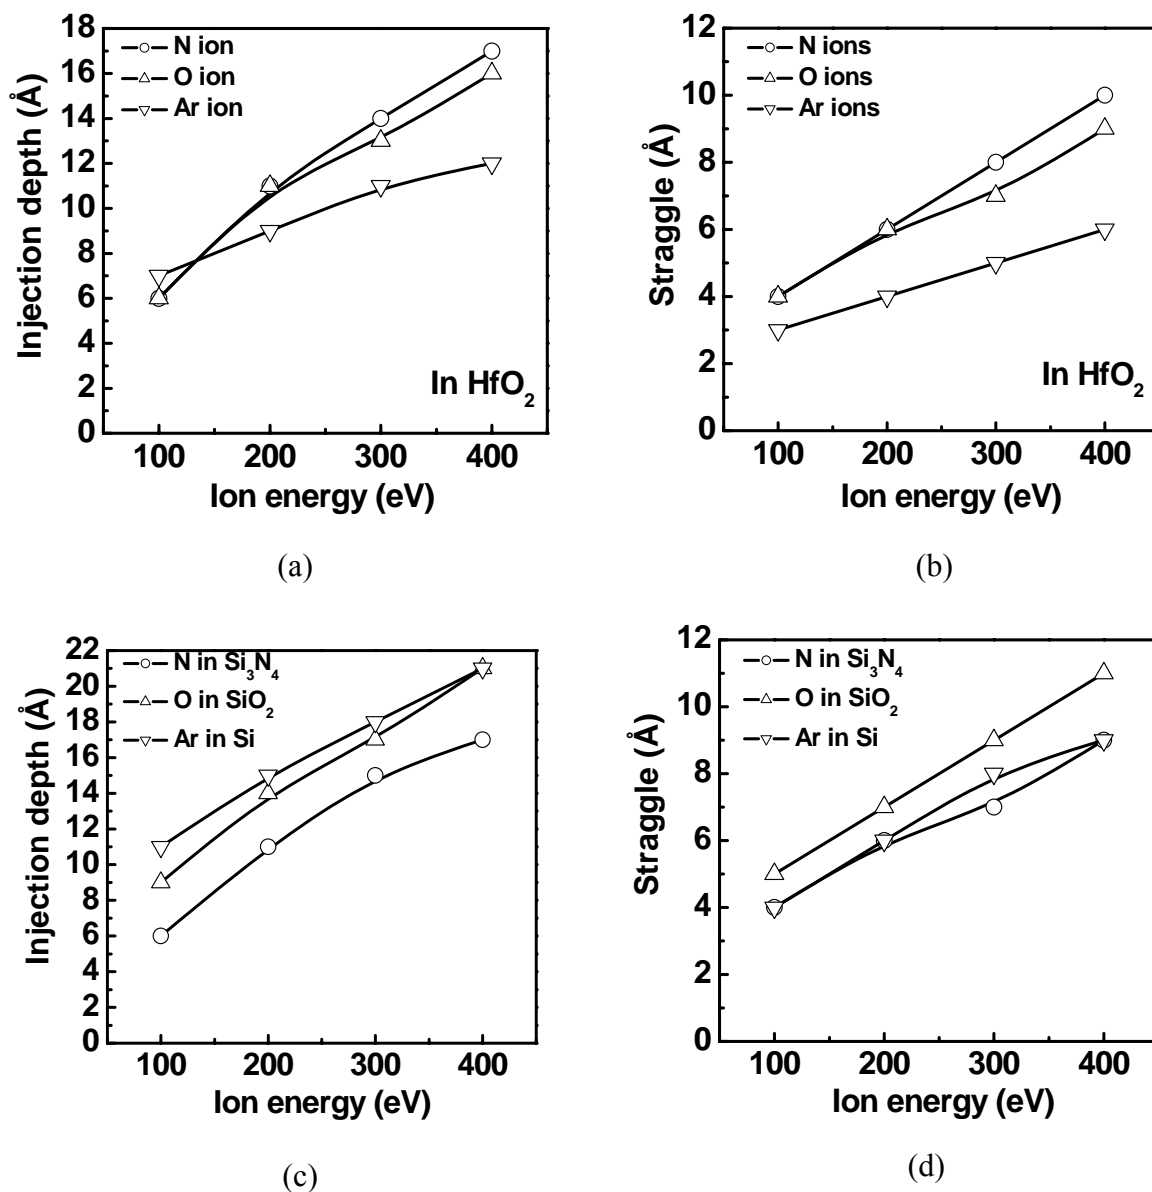 18
16
14
12
10
8
6
4
2
0
Injection depth (Å)
N ion
O ion
Ar ion
In HfO₂
100 200 300 400
Ion energy (eV)
(a)
12
10
8
6
4
2
0
Straggle (Å)
N ions
O ions
Ar ions
In HfO₂
100 200 300 400
Ion energy (eV)
(b)
22
20
18
16
14
12
10
8
6
4
2
0
Injection depth (Å)
N in Si₃N₄
O in SiO₂
Ar in Si
100 200 300 400
Ion energy (eV)
(c)
12
10
8
6
4
2
0
Straggle (Å)
N in Si₃N₄
O in SiO₂
Ar in Si
100 200 300 400
Ion energy (eV)
(d)